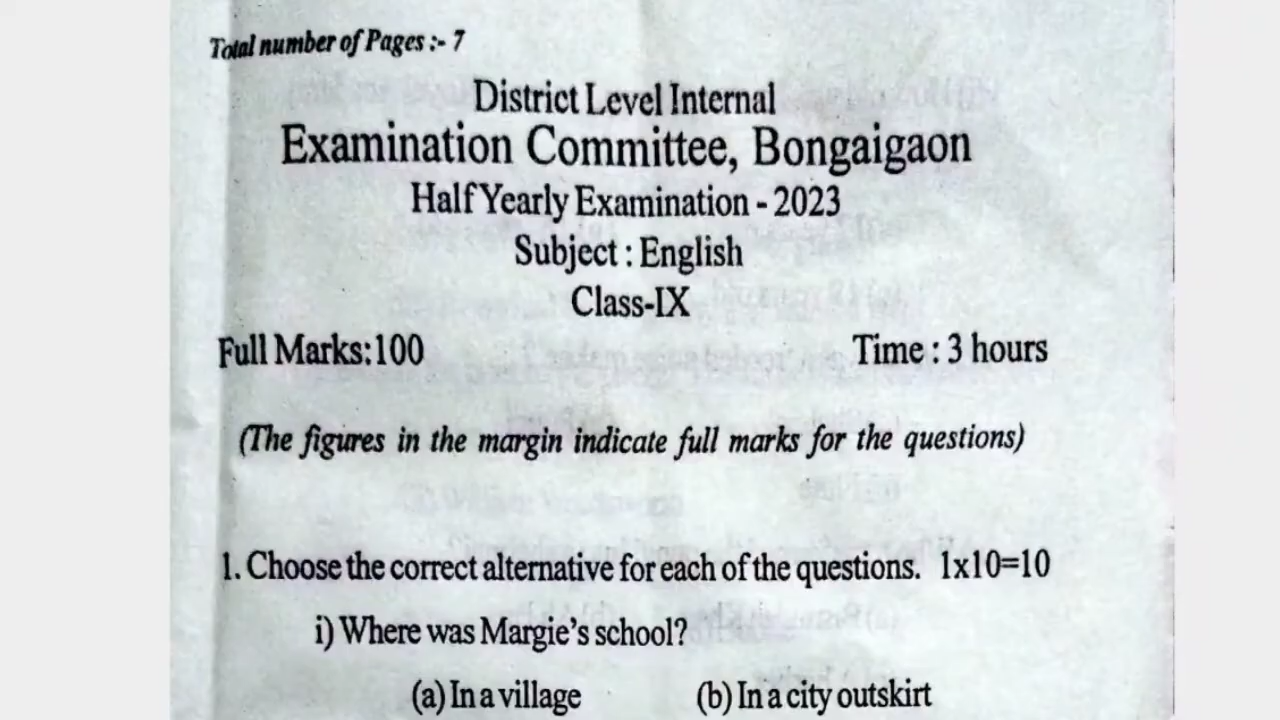 Total number of Pages :- 7
District Level Internal
Examination Committee, Bongaigaon
Half Yearly Examination - 2023
Subject : English
Class-IX
Full Marks:100 Time : 3 hours
(The figures in the margin indicate full marks for the questions)
1. Choose the correct alternative for each of the questions. 1x10=10
i) Where was Margie's school?
(a) In a village (b) In a city outskirt